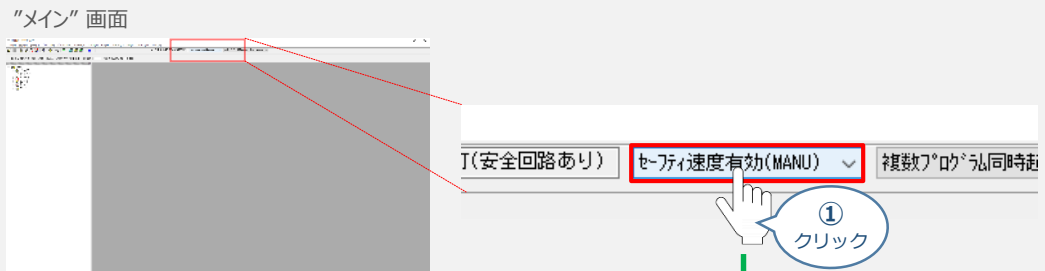 ”メイン” 画面
丁(安全回路あり)
ｾｰﾌﾃｨ速度有効(MANU)
複数ﾌﾟﾛｸﾞﾗﾑ同時起
①
クリック